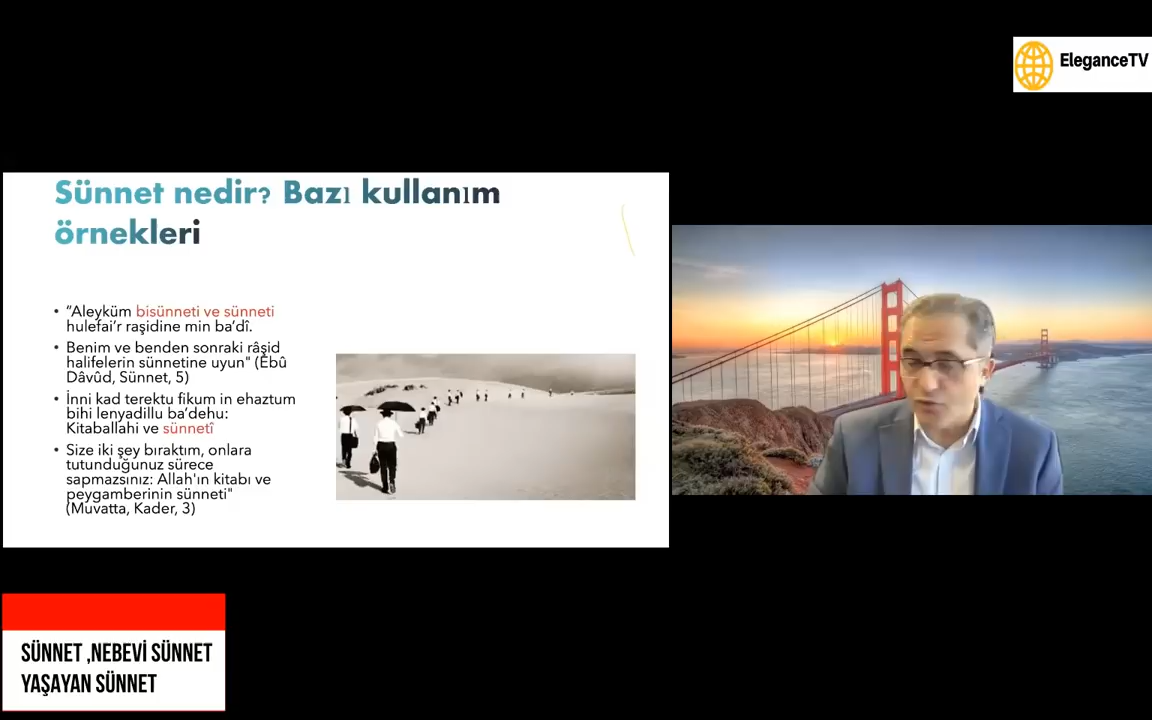 EleganceTV
Sünnet nedir? Bazı kullanım
örnekleri
• “Aleyküm bisünneti ve sünneti
hulefai’r raşidine min ba’dî.
• Benim ve benden sonraki râşid
halifelerin sünnetine uyun" (Ebû
Dâvûd, Sünnet, 5)
• İnni kad terektu fikum in ehaztum
bihi lenyadillu ba’dehu:
Kitaballahi ve sünnetî
• Size iki şey bıraktım, onlara
tutunduğunuz sürece
sapmazsınız: Allah'ın kitabı ve
peygamberinin sünneti"
(Muvatta, Kader, 3)
SÜNNET ,NEBEVİ SÜNNET
YAŞAYAN SÜNNET